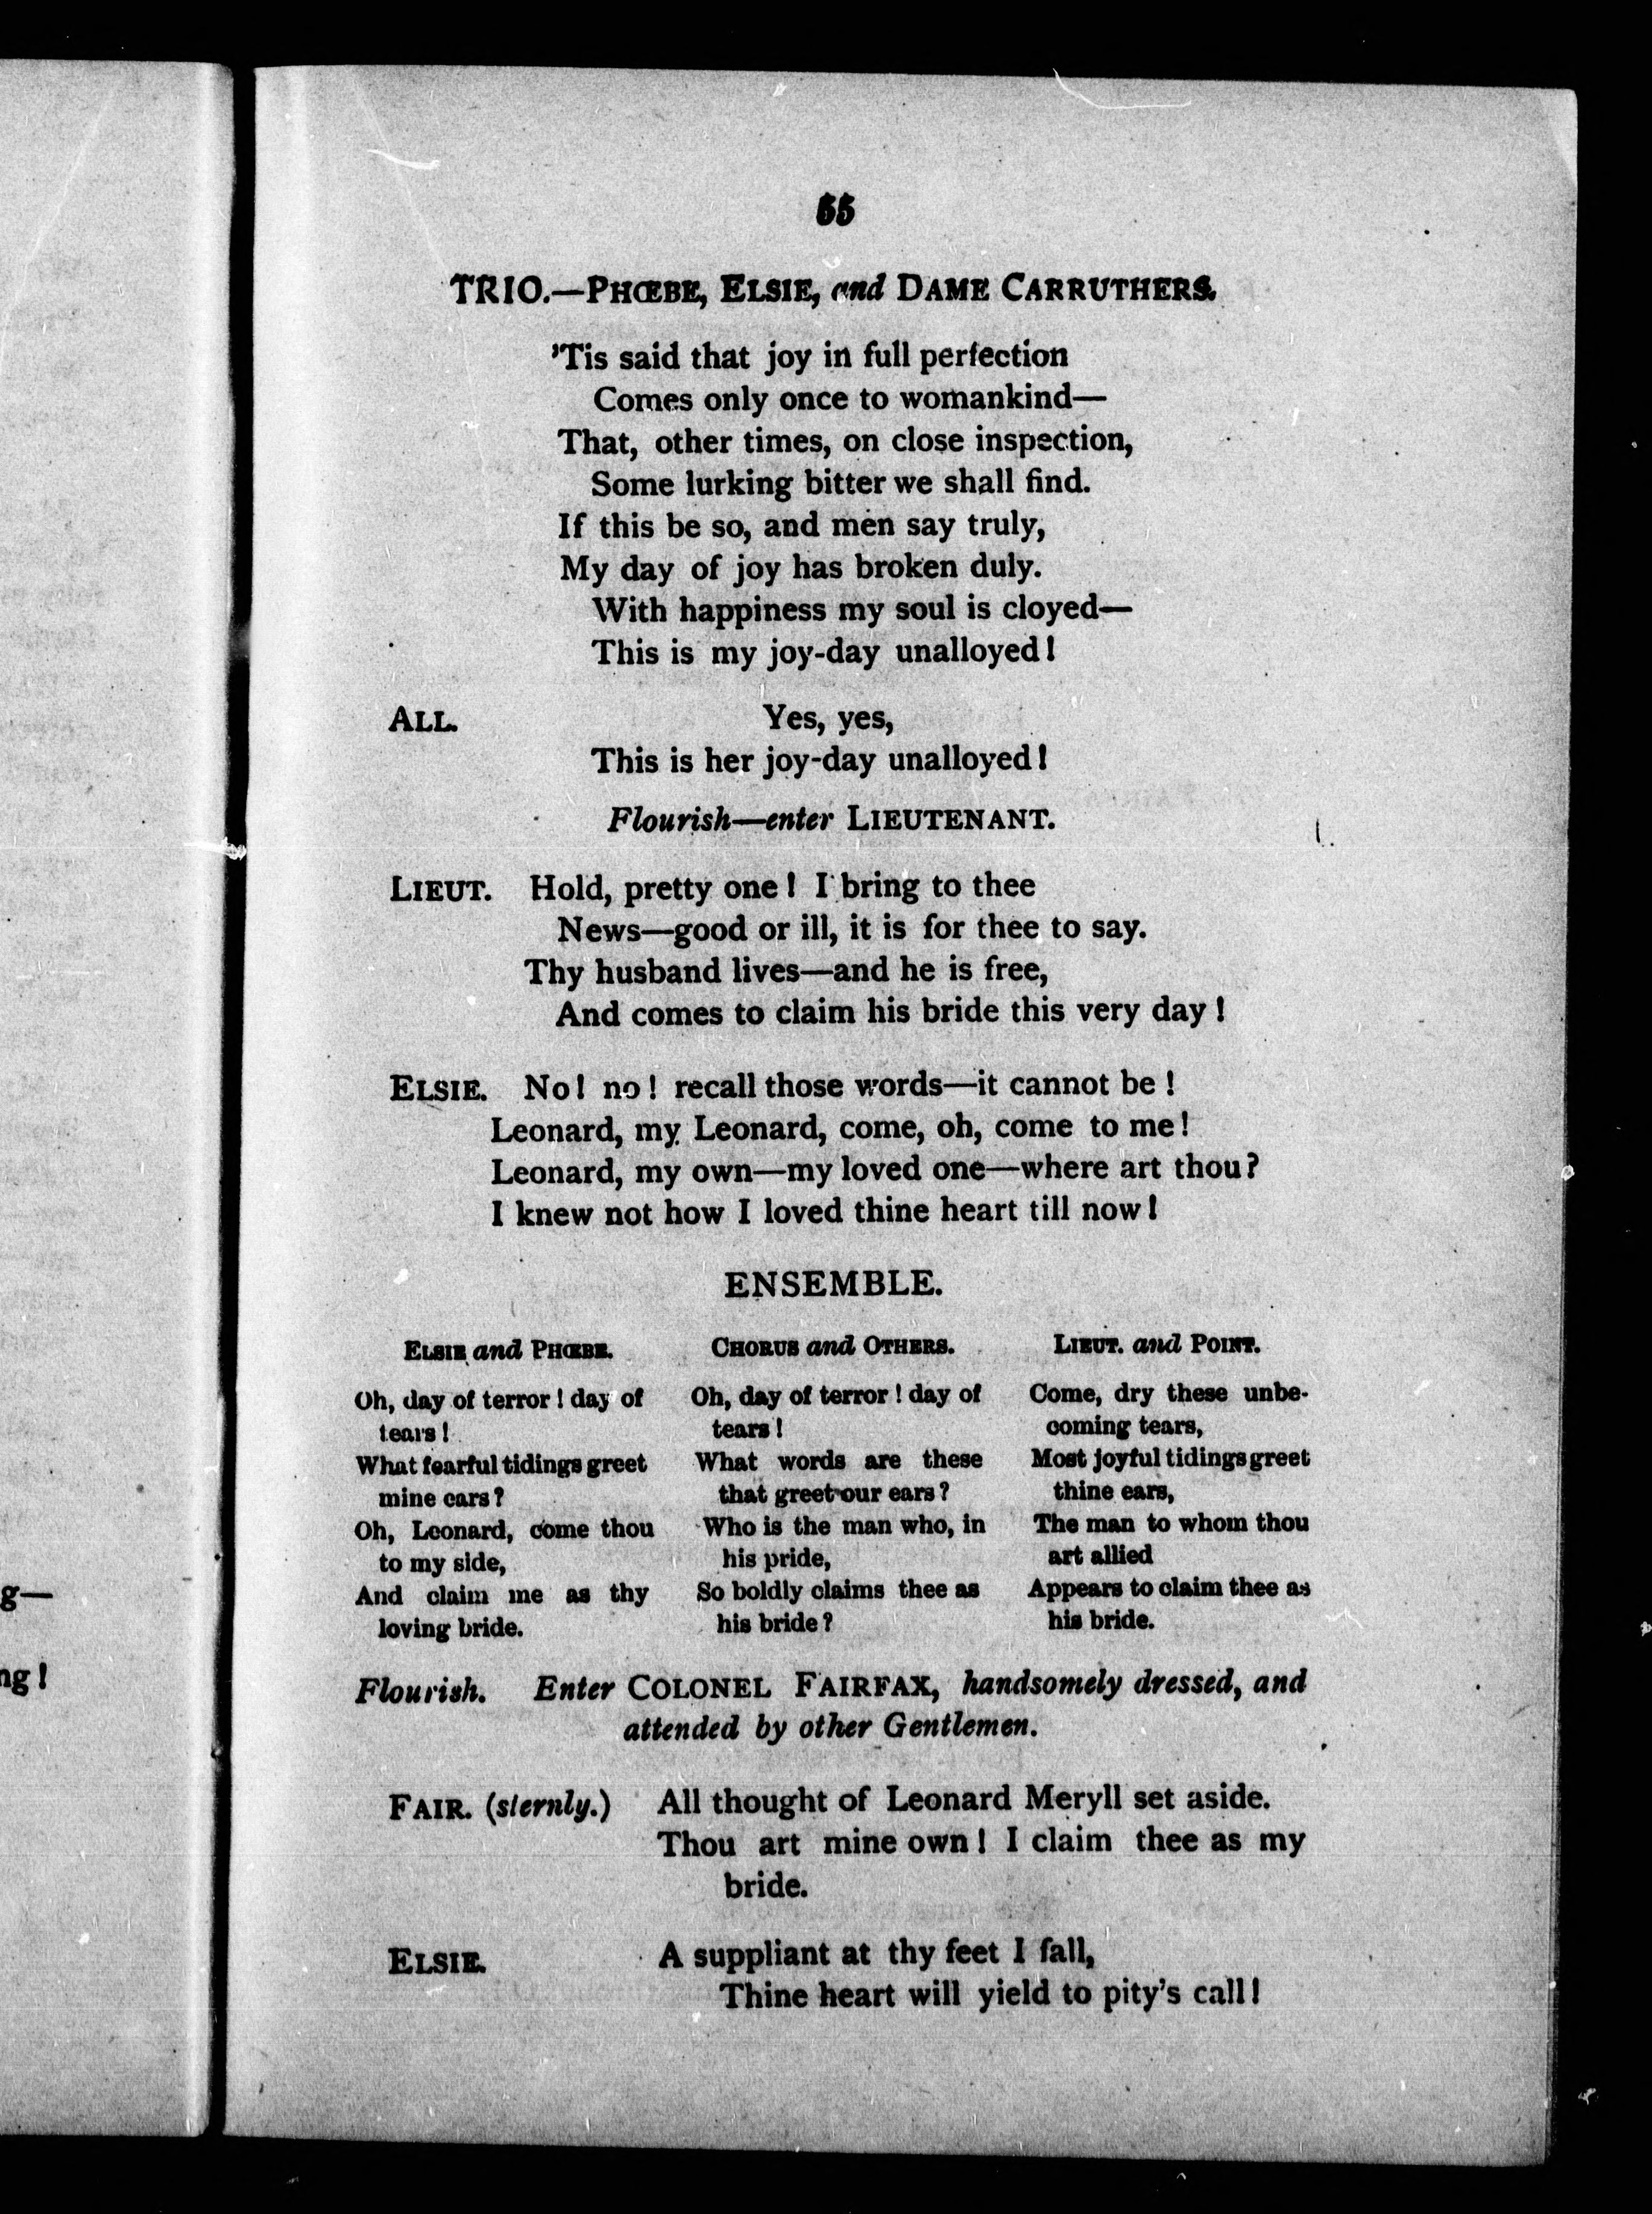 55
TRIO.—PHŒBE, ELSIE, and DAME CARRUTHERS.
’Tis said that joy in full perfection
Comes only once to womankind—
That, other times, on close inspection,
Some lurking bitter we shall find.
If this be so, and men say truly,
My day of joy has broken duly.
With happiness my soul is cloyed—
This is my joy-day unalloyed!
ALL. Yes, yes,
This is her joy-day unalloyed!
Flourish—enter LIEUTENANT.
LIEUT. Hold, pretty one! I bring to thee
News—good or ill, it is for thee to say.
Thy husband lives—and he is free,
And comes to claim his bride this very day!
ELSIE. No! no! recall those words—it cannot be!
Leonard, my Leonard, come, oh, come to me!
Leonard, my own—my loved one—where art thou?
I knew not how I loved thine heart till now!
ENSEMBLE.
ELSIE and PHŒBE.
Oh, day of terror! day of
tears!
What fearful tidings greet
mine ears?
Oh, Leonard, come thou
to my side,
And claim me as thy
loving bride.
CHORUS and OTHERS.
Oh, day of terror! day of
tears!
What words are these
that greet our ears?
Who is the man who, in
his pride,
So boldly claims thee as
his bride?
LIEUT. and POINT.
Come, dry these unbe-
coming tears,
Most joyful tidings greet
thine ears,
The man to whom thou
art allied
Appears to claim thee as
his bride.
Flourish. Enter COLONEL FAIRFAX, handsomely dressed, and
attended by other Gentlemen.
FAIR. (sternly.) All thought of Leonard Meryll set aside.
Thou art mine own! I claim thee as my
bride.
ELSIE. A suppliant at thy feet I fall,
Thine heart will yield to pity’s call!
g—
ng!